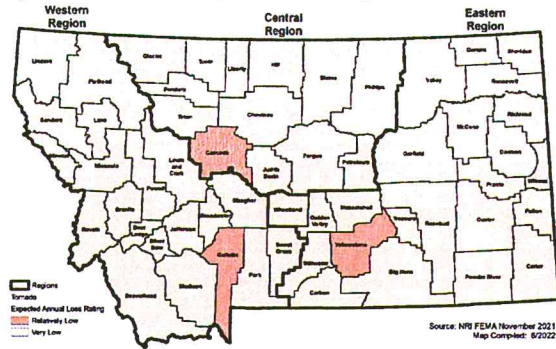 Western
Region
Central
Region
Eastern
Region
Lincoln
Flathead
Glacier
Toole
Liberty
Hill
Blaine
Phillips
Valley
Daniels
Sheridan
Roosevelt
Pondera
Teton
Chouteau
Sanders
Lake
Missoula
Powell
Lewis
and
Clark
Cascade
Judith
Basin
Fergus
Petroleum
Garfield
McCone
Richland
Dawson
Prairie
Wibaux
Granite
Ravalli
Deer
Lodge
Silver
Bow
Jefferson
Broadwater
Meagher
Wheatland
Golden
Valley
Musselshell
Treasure
Rosebud
Custer
Fallon
Gallatin
Park
Sweet
Grass
Stillwater
Yellowstone
Big Horn
Powder River
Carter
Beaverhead
Madison
Carbon
Regions
Tornado
Expected Annual Loss Rating
Relatively Low
Very Low
Source: NRI FEMA November 2021
Map Compiled: 6/2022